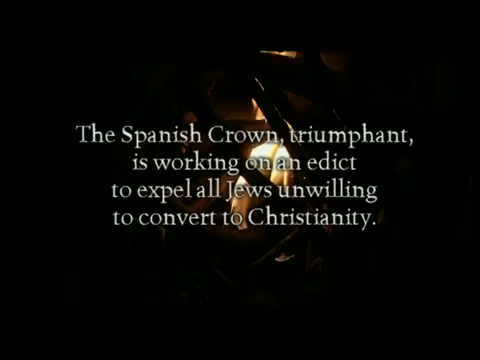 The Spanish Crown, triumphant,
is working on an edict
to expel all Jews unwilling
to convert to Christianity.